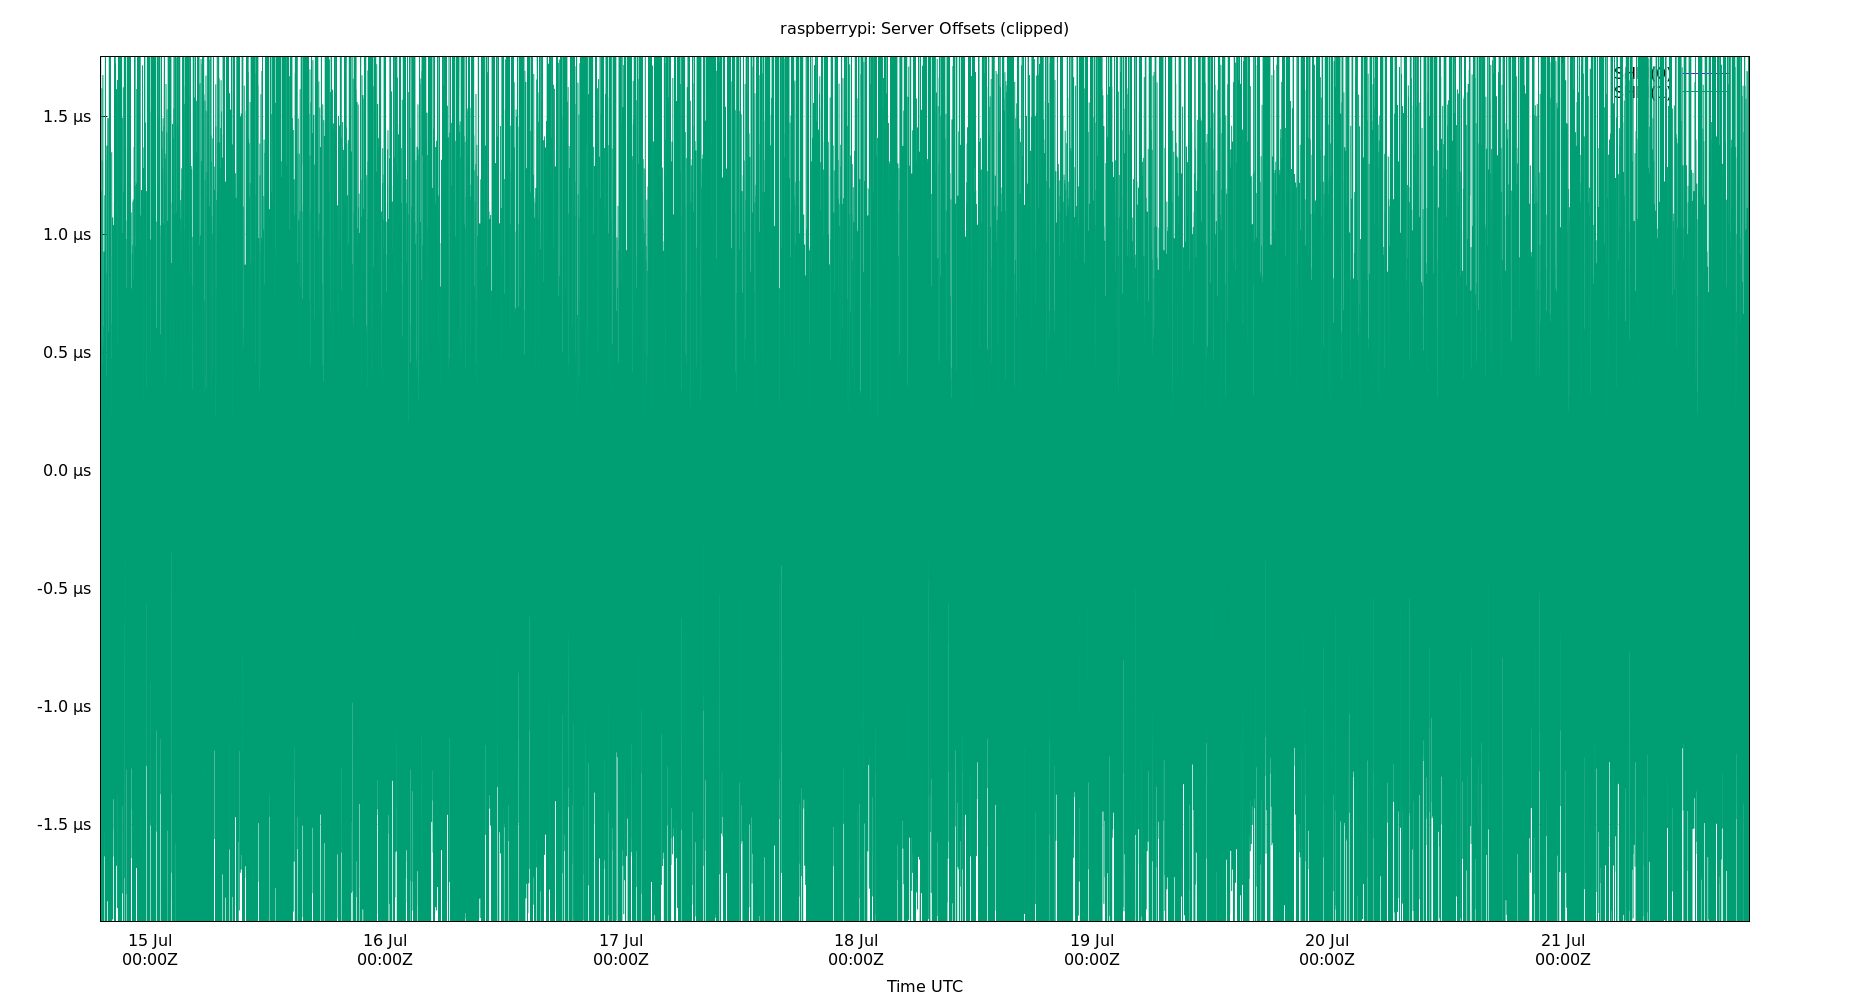 raspberrypi: Server Offsets (clipped)
1.5 µs
1.0 µs
0.5 µs
0.0 µs
-0.5 µs
-1.0 µs
-1.5 µs
15 Jul 16 Jul 17 Jul 18 Jul 19 Jul 20 Jul 21 Jul
00:00Z 00:00Z 00:00Z 00:00Z 00:00Z 00:00Z 00:00Z
Time UTC